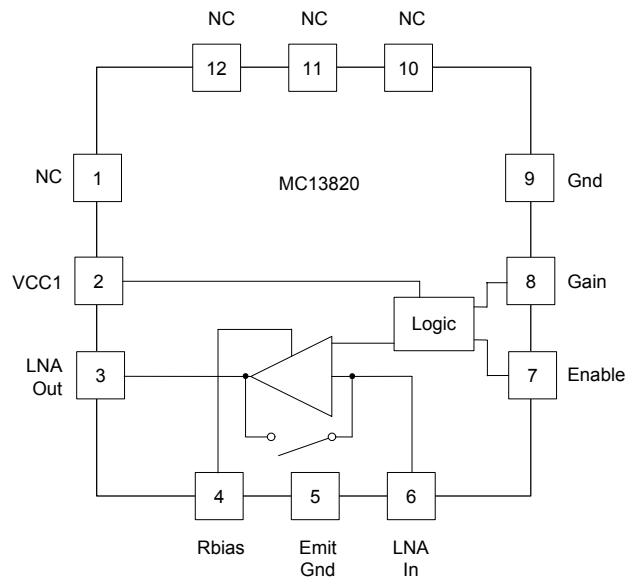 NC NC NC
12 11 10
NC 1 MC13820 9 Gnd
VCC1 2 8 Gain
Logic
LNA
Out
3 7 Enable
4 5 6
Rbias Emit LNA
Gnd In